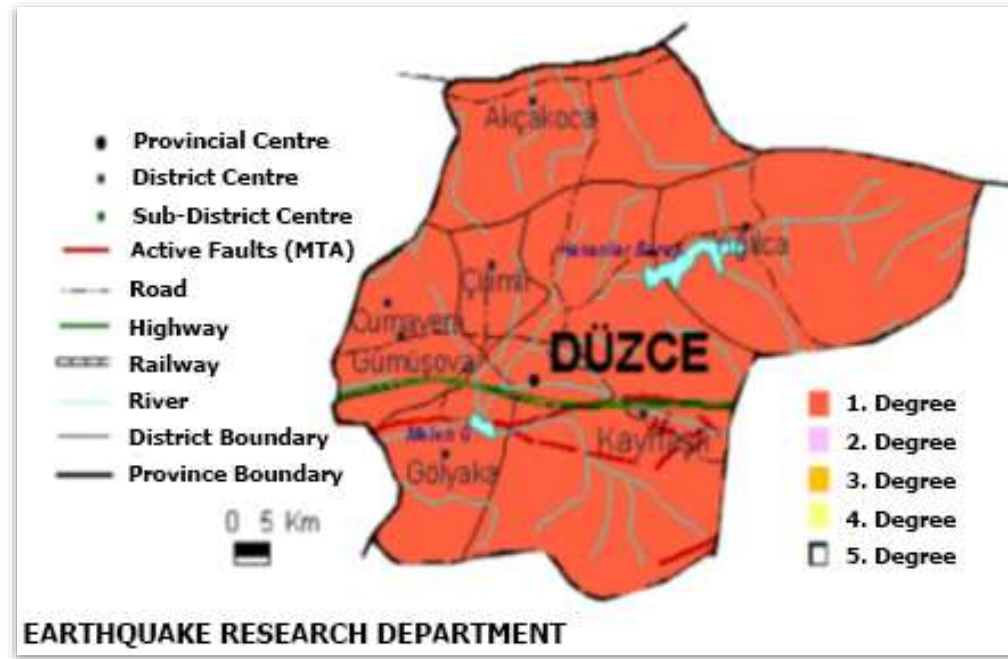 Akçakoca
Provincial Centre
District Centre
Sub-District Centre
Active Faults (MTA)
Road
Highway
Railway
River
District Boundary
Province Boundary
0 5 Km
Çilimli
Cumayeri
Gümüşova
DÜZCE
Kaynaşlı
Gölyaka
1. Degree
2. Degree
3. Degree
4. Degree
5. Degree
EARTHQUAKE RESEARCH DEPARTMENT